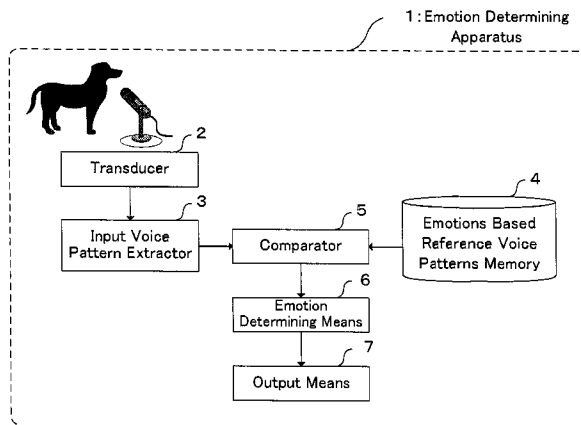 1:Emotion Determining
Apparatus
2
Transducer
3
Input Voice
Pattern Extractor
5
Comparator
4
Emotions Based
Reference Voice
Patterns Memory
6
Emotion
Determining Means
7
Output Means